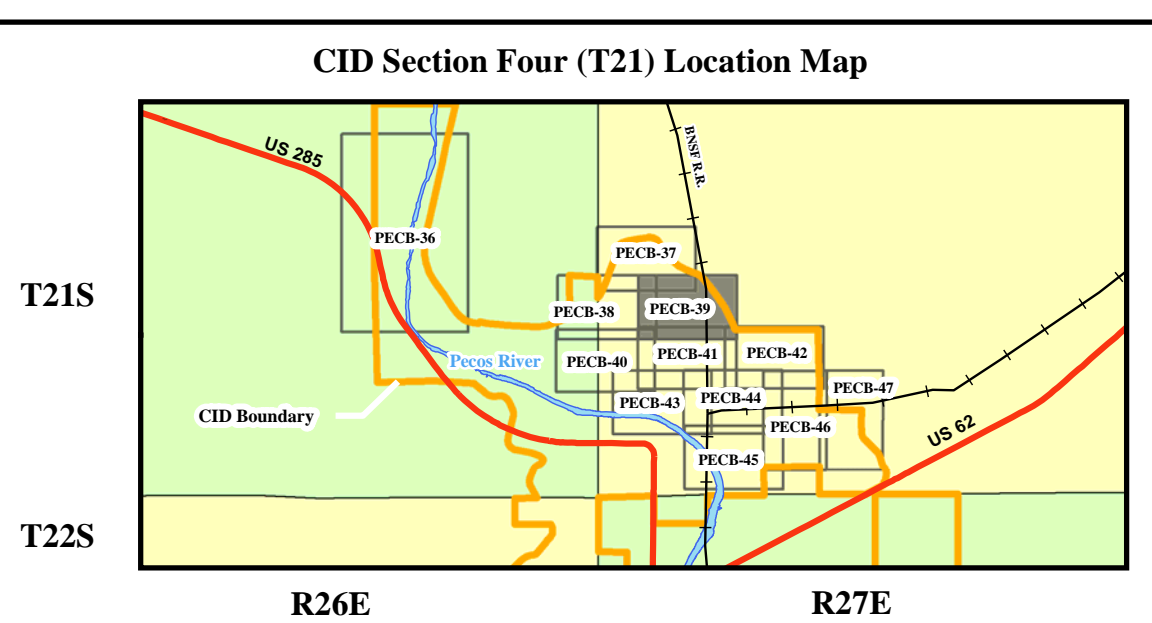 CID Section Four (T21) Location Map
US 285
BNSF R.R.
PECB-36
PECB-37
T21S
PECB-38
PECB-39
PECB-40
PECB-41
PECB-42
Pecos River
PECB-47
PECB-43
PECB-44
CID Boundary
PECB-46
US 62
PECB-45
T22S
R26E
R27E